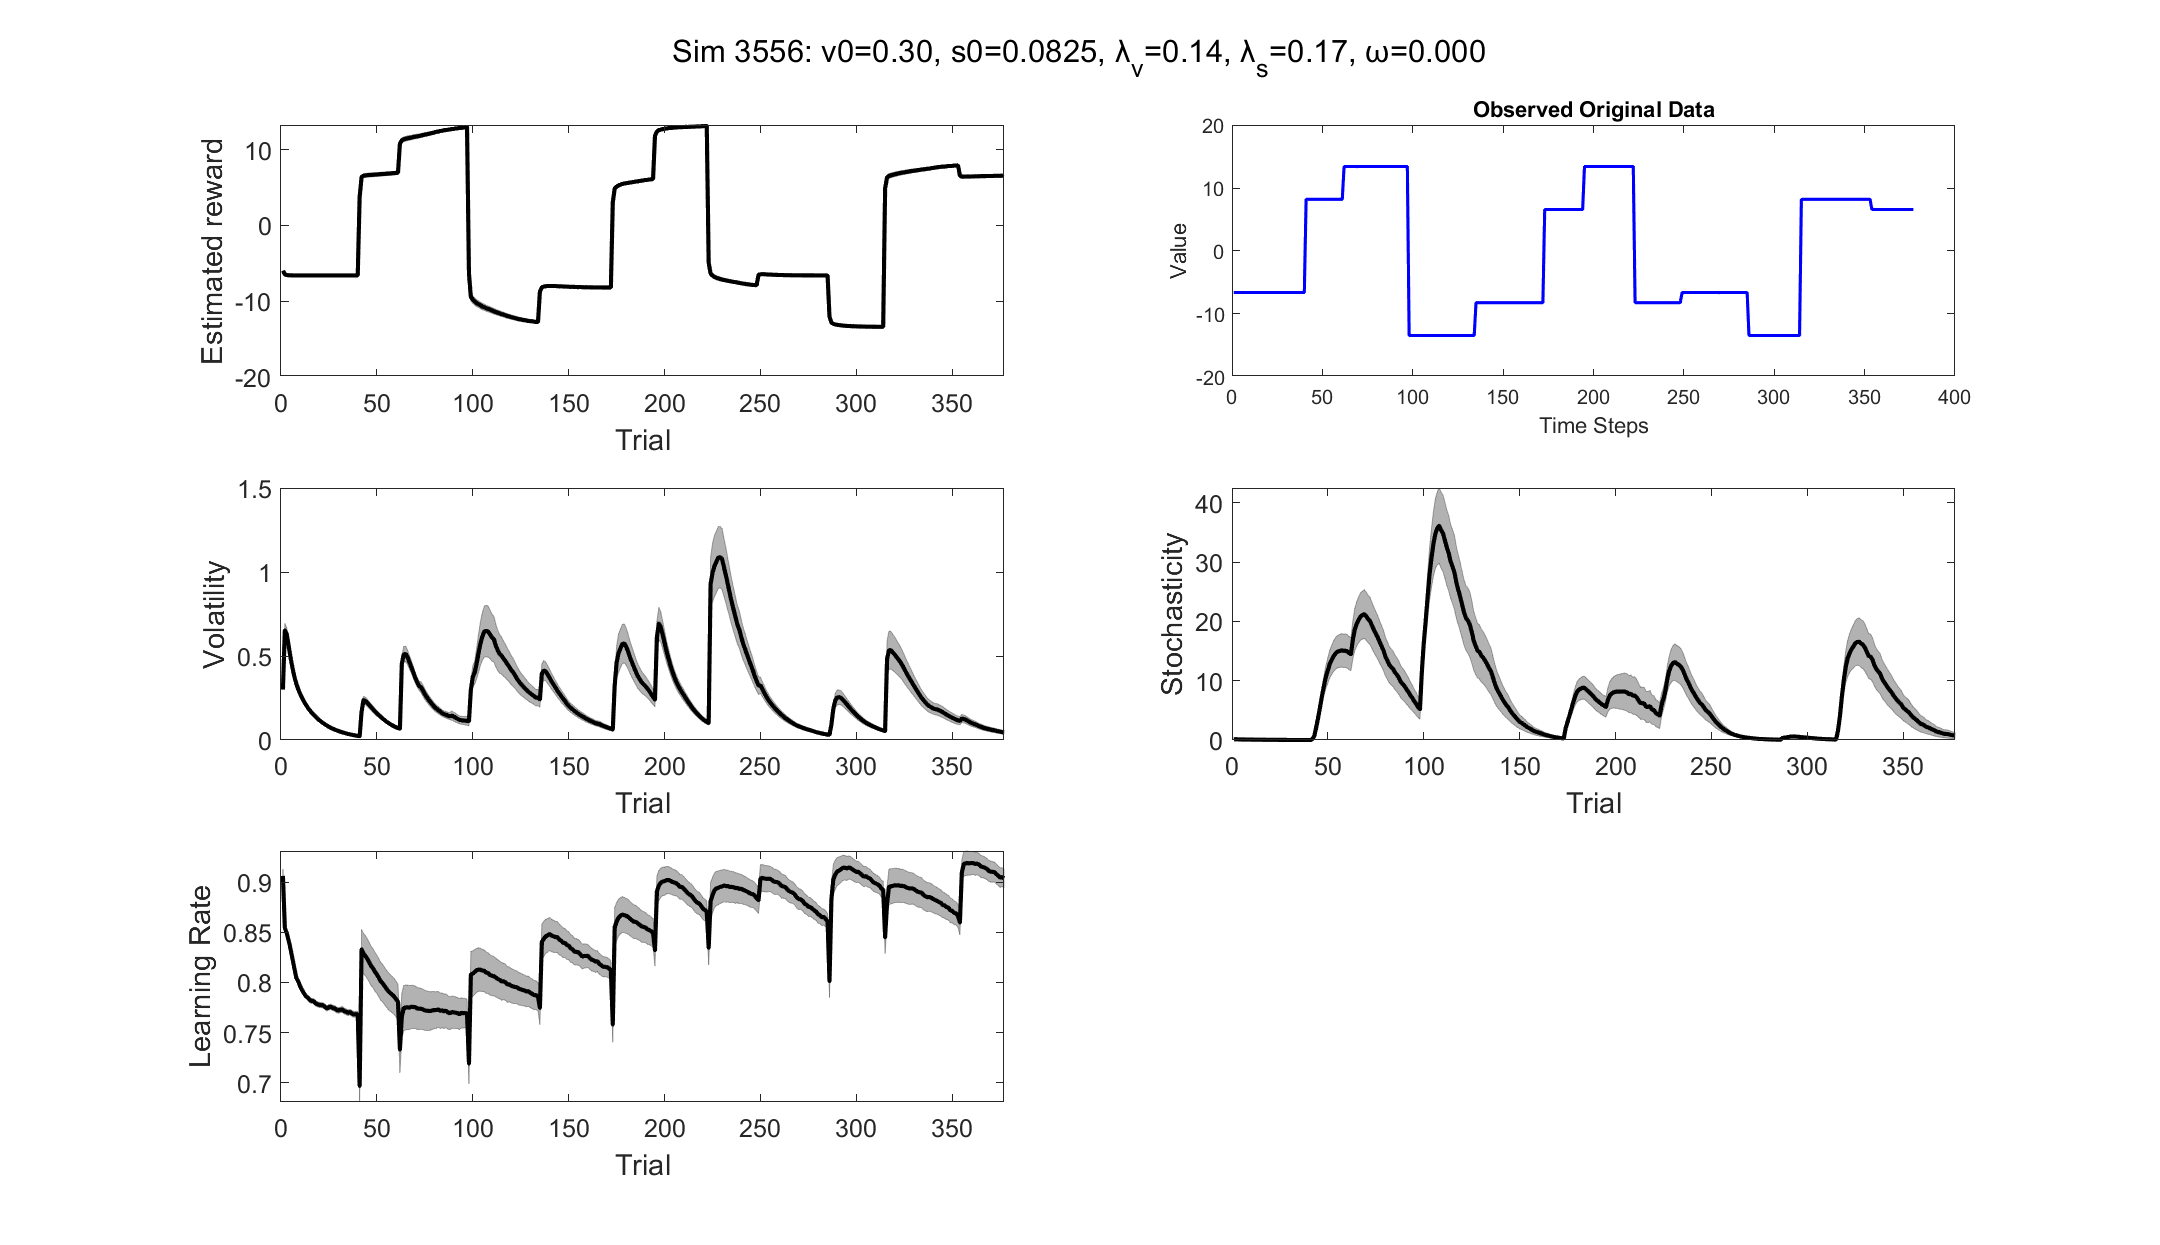 Sim 3556: v0=0.30, s0=0.0825, λv=0.14, λs=0.17, ω=0.000
Estimated reward
10
0
-10
-20
0 50 100 150 200 250 300 350
Trial
Observed Original Data
Value
20
10
0
-10
-20
0 50 100 150 200 250 300 350 400
Time Steps
Volatility
1.5
1
0.5
0
0 50 100 150 200 250 300 350
Trial
Stochasticity
40
30
20
10
0
0 50 100 150 200 250 300 350
Trial
Learning Rate
0.9
0.85
0.8
0.75
0.7
0 50 100 150 200 250 300 350
Trial